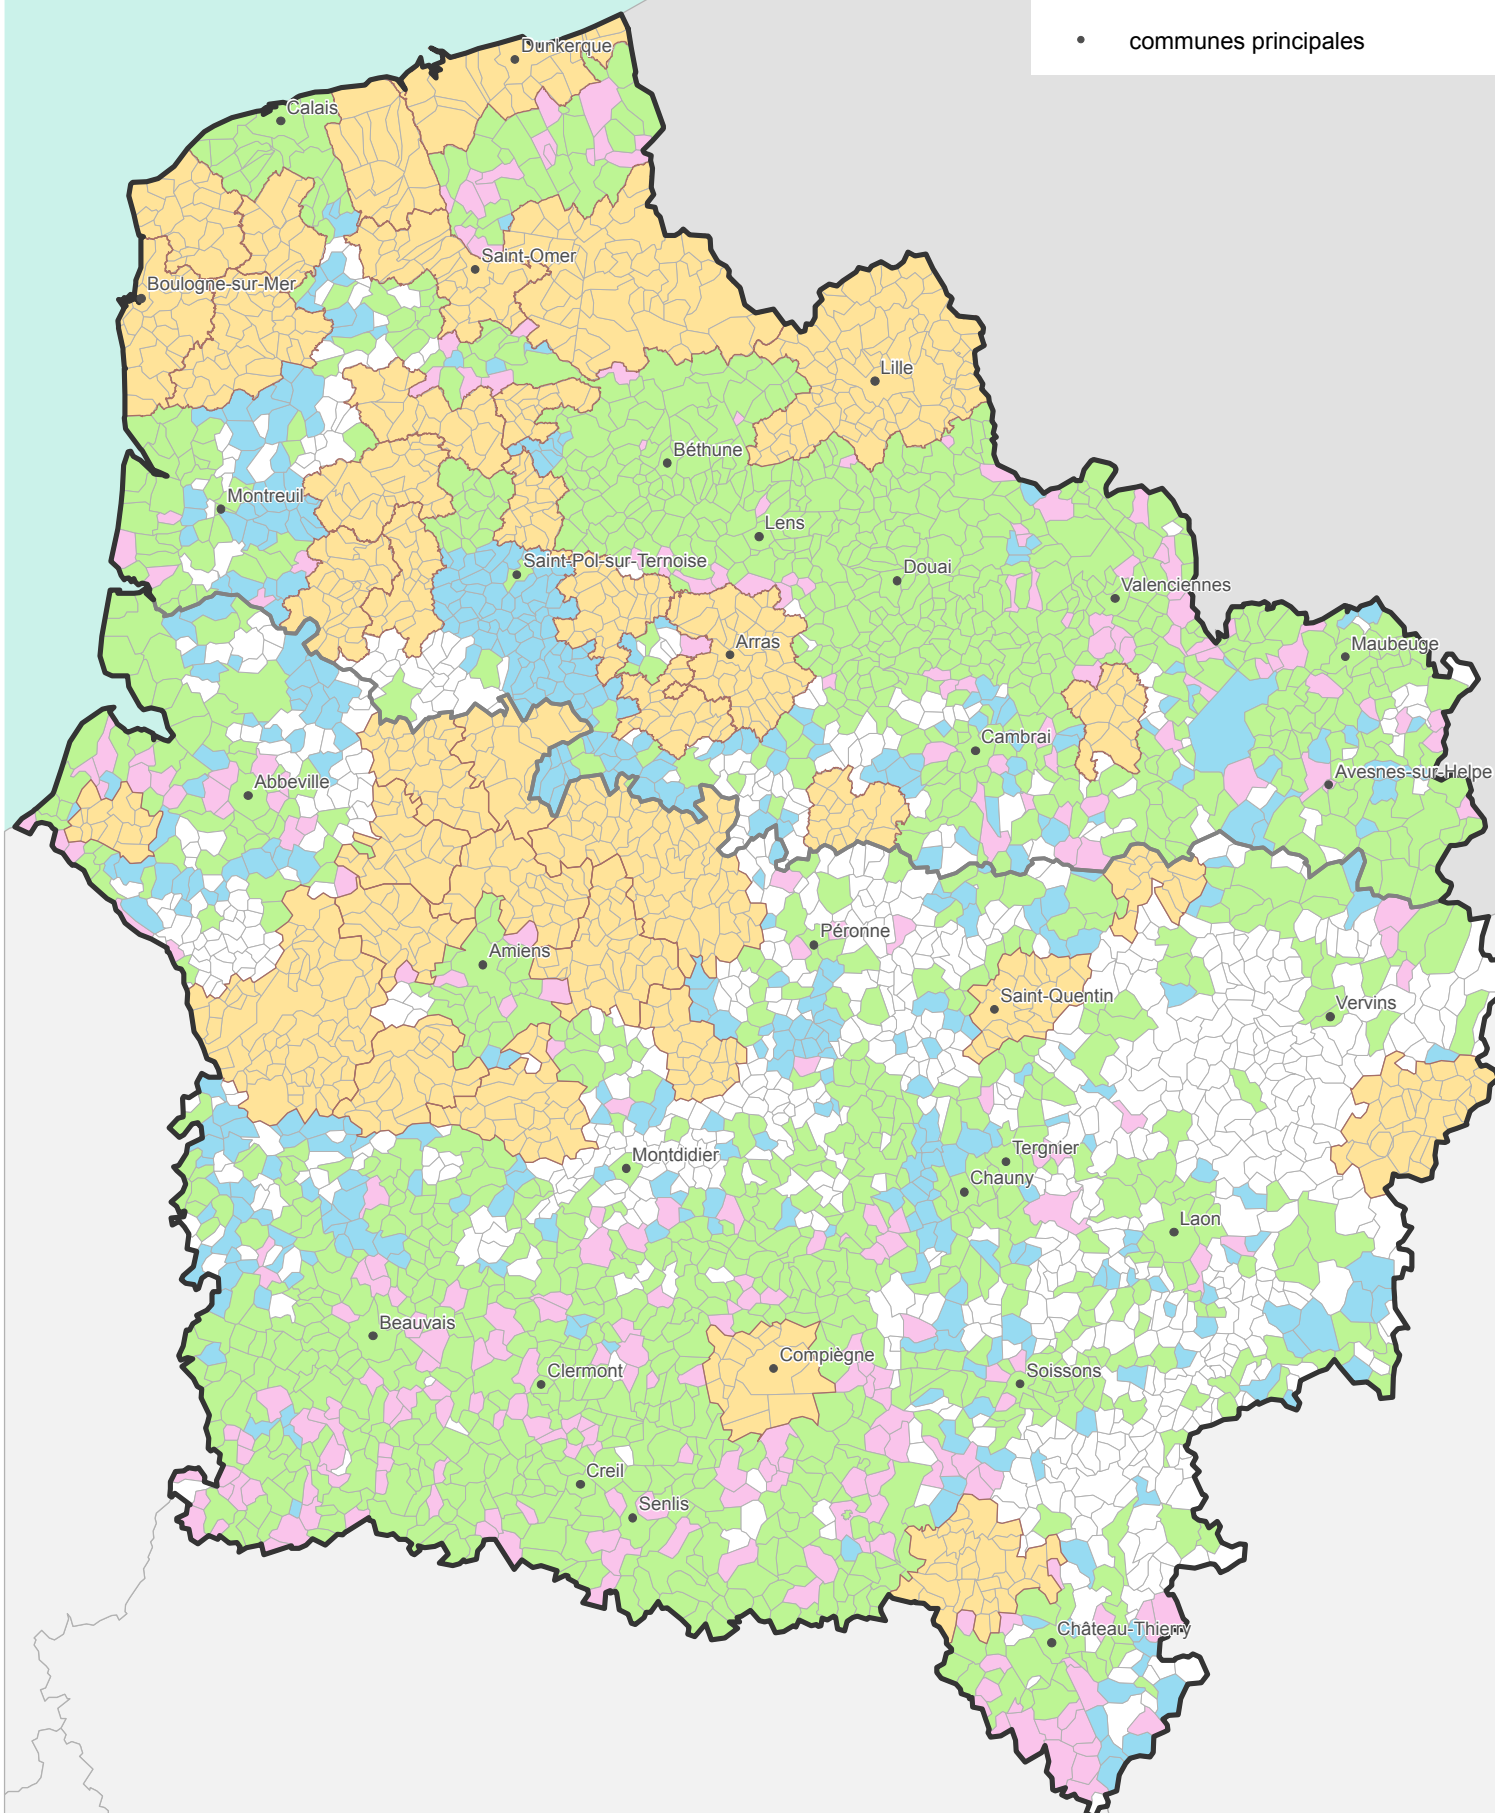 communes principales
Dunkerque
Calais
Saint-Omer
Boulogne-sur-Mer
Lille
Béthune
Montreuil
Lens
Saint-Pol-sur-Ternoise
Douai
Valenciennes
Arras
Maubeuge
Cambrai
Abbeville
Avesnes-sur-Helpe
Péronne
Amiens
Saint-Quentin
Vervins
Montdidier
Tergnier
Chauny
Laon
Beauvais
Compiègne
Clermont
Soissons
Creil
Senlis
Château-Thierry